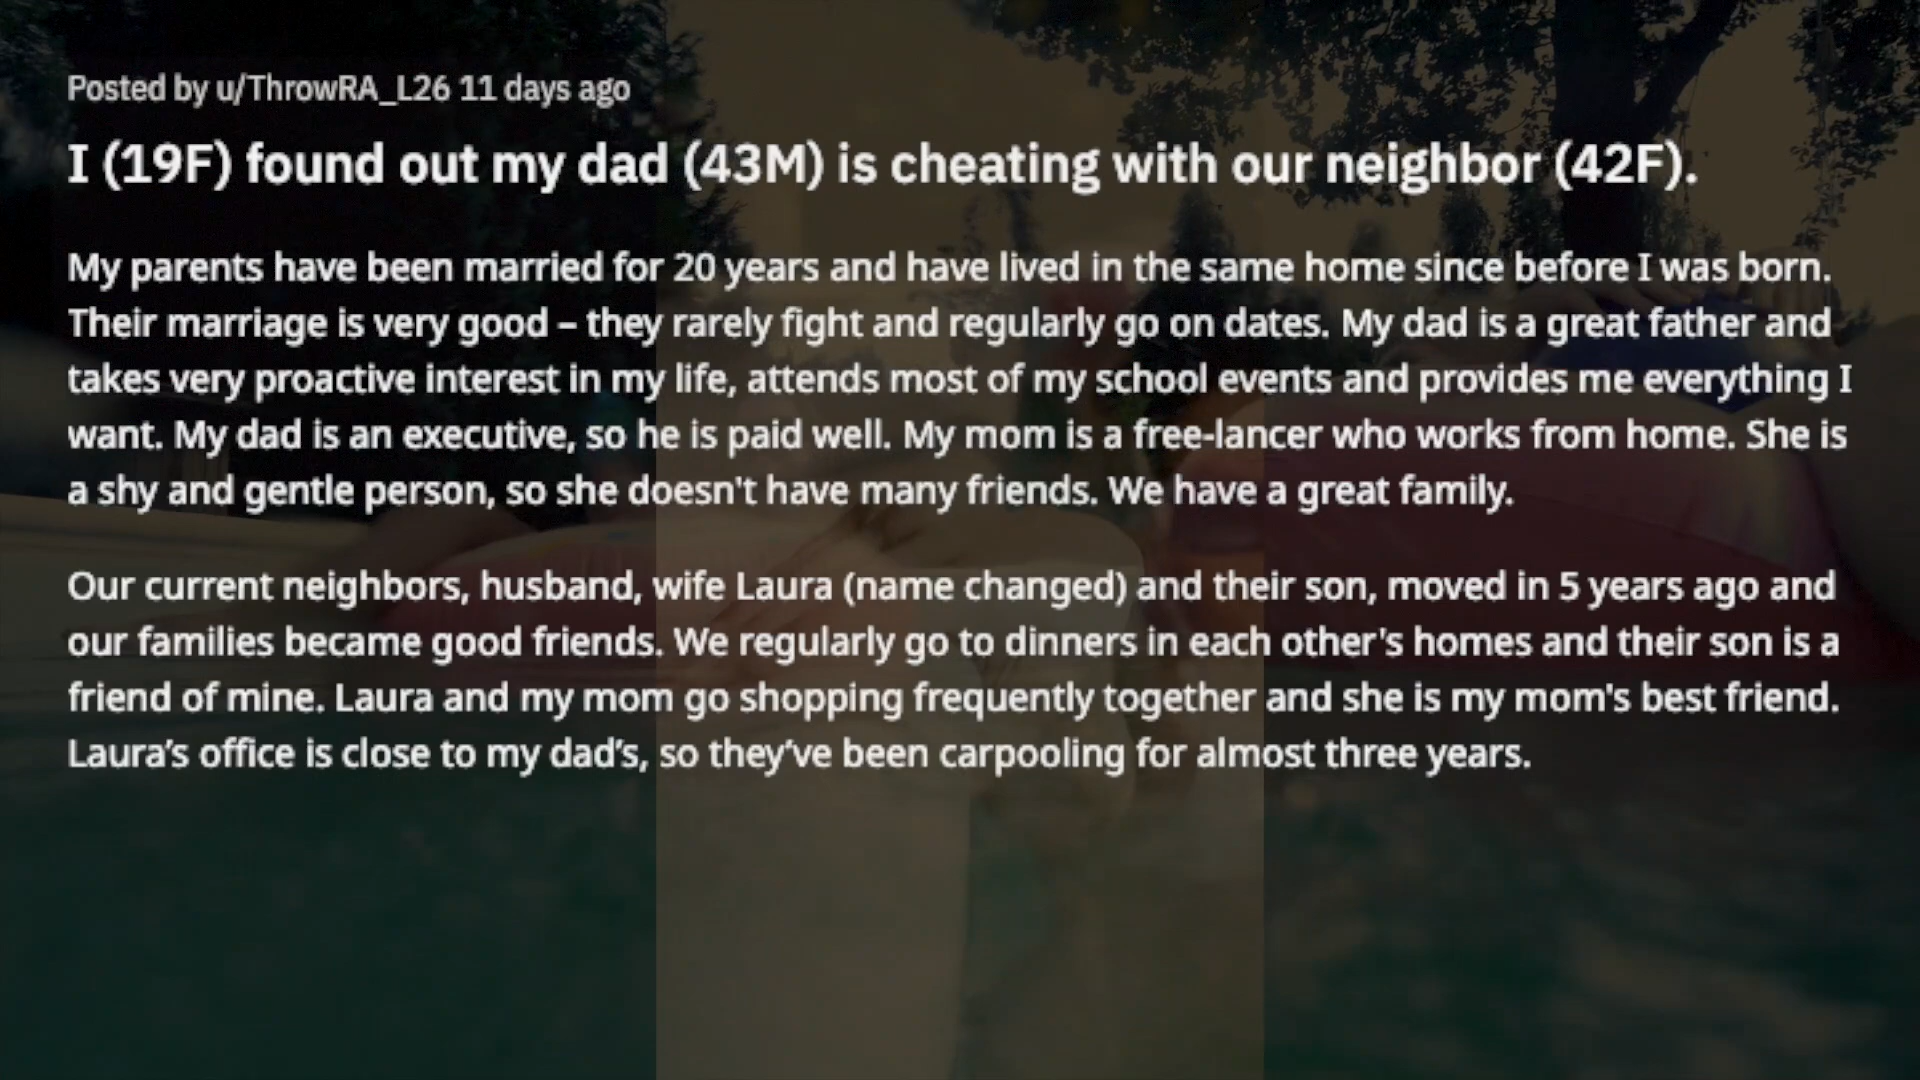 Posted by u/ThrowRA_L26 11 days ago
I (19F) found out my dad (43M) is cheating with our neighbor (42F).
My parents have been married for 20 years and have lived in the same home since before I was born.
Their marriage is very good – they rarely fight and regularly go on dates. My dad is a great father and
takes very proactive interest in my life, attends most of my school events and provides me everything I
want. My dad is an executive, so he is paid well. My mom is a free-lancer who works from home. She is
a shy and gentle person, so she doesn't have many friends. We have a great family.
Our current neighbors, husband, wife Laura (name changed) and their son, moved in 5 years ago and
our families became good friends. We regularly go to dinners in each other's homes and their son is a
friend of mine. Laura and my mom go shopping frequently together and she is my mom's best friend.
Laura’s office is close to my dad’s, so they’ve been carpooling for almost three years.